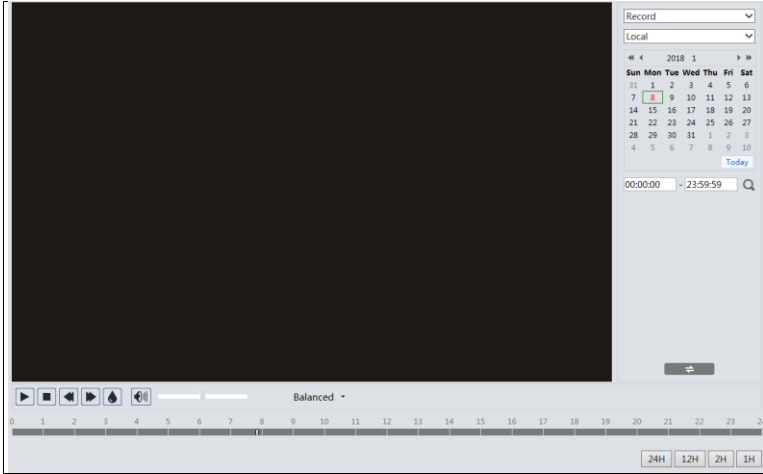 Record
Local
2018 1
Sun Mon Tue Wed Thu Fri Sat
31 1 2 3 4 5 6
7 8 9 10 11 12 13
14 15 16 17 18 19 20
21 22 23 24 25 26 27
28 29 30 31 1 2 3
4 5 6 7 8 9 10
Today
00:00:00 - 23:59:59
Balanced
0 1 2 3 4 5 6 7 8 9 10 11 12 13 14 15 16 17 18 19 20 21 22 23
24H 12H 2H 1H